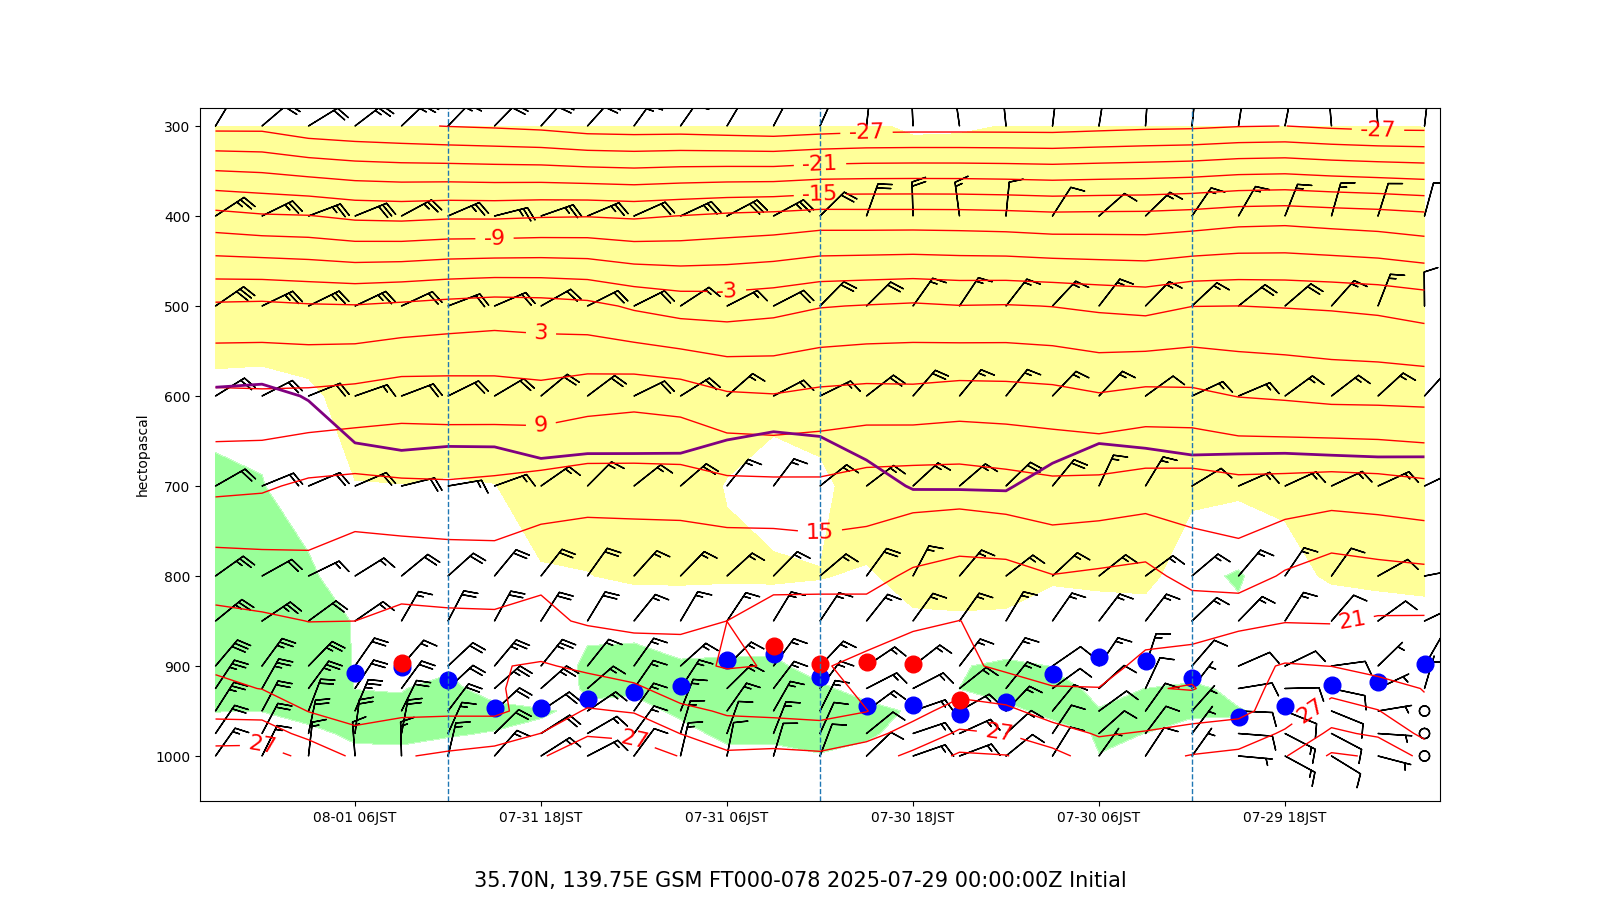 300
400
500
600
700
800
900
1000
hectopascal
-27
-27
-21
-15
-9
-3
3
9
15
21
27
27
27
27
08-01 06JST
07-31 18JST
07-31 06JST
07-30 18JST
07-30 06JST
07-29 18JST
35.70N, 139.75E GSM FT000-078 2025-07-29 00:00:00Z Initial